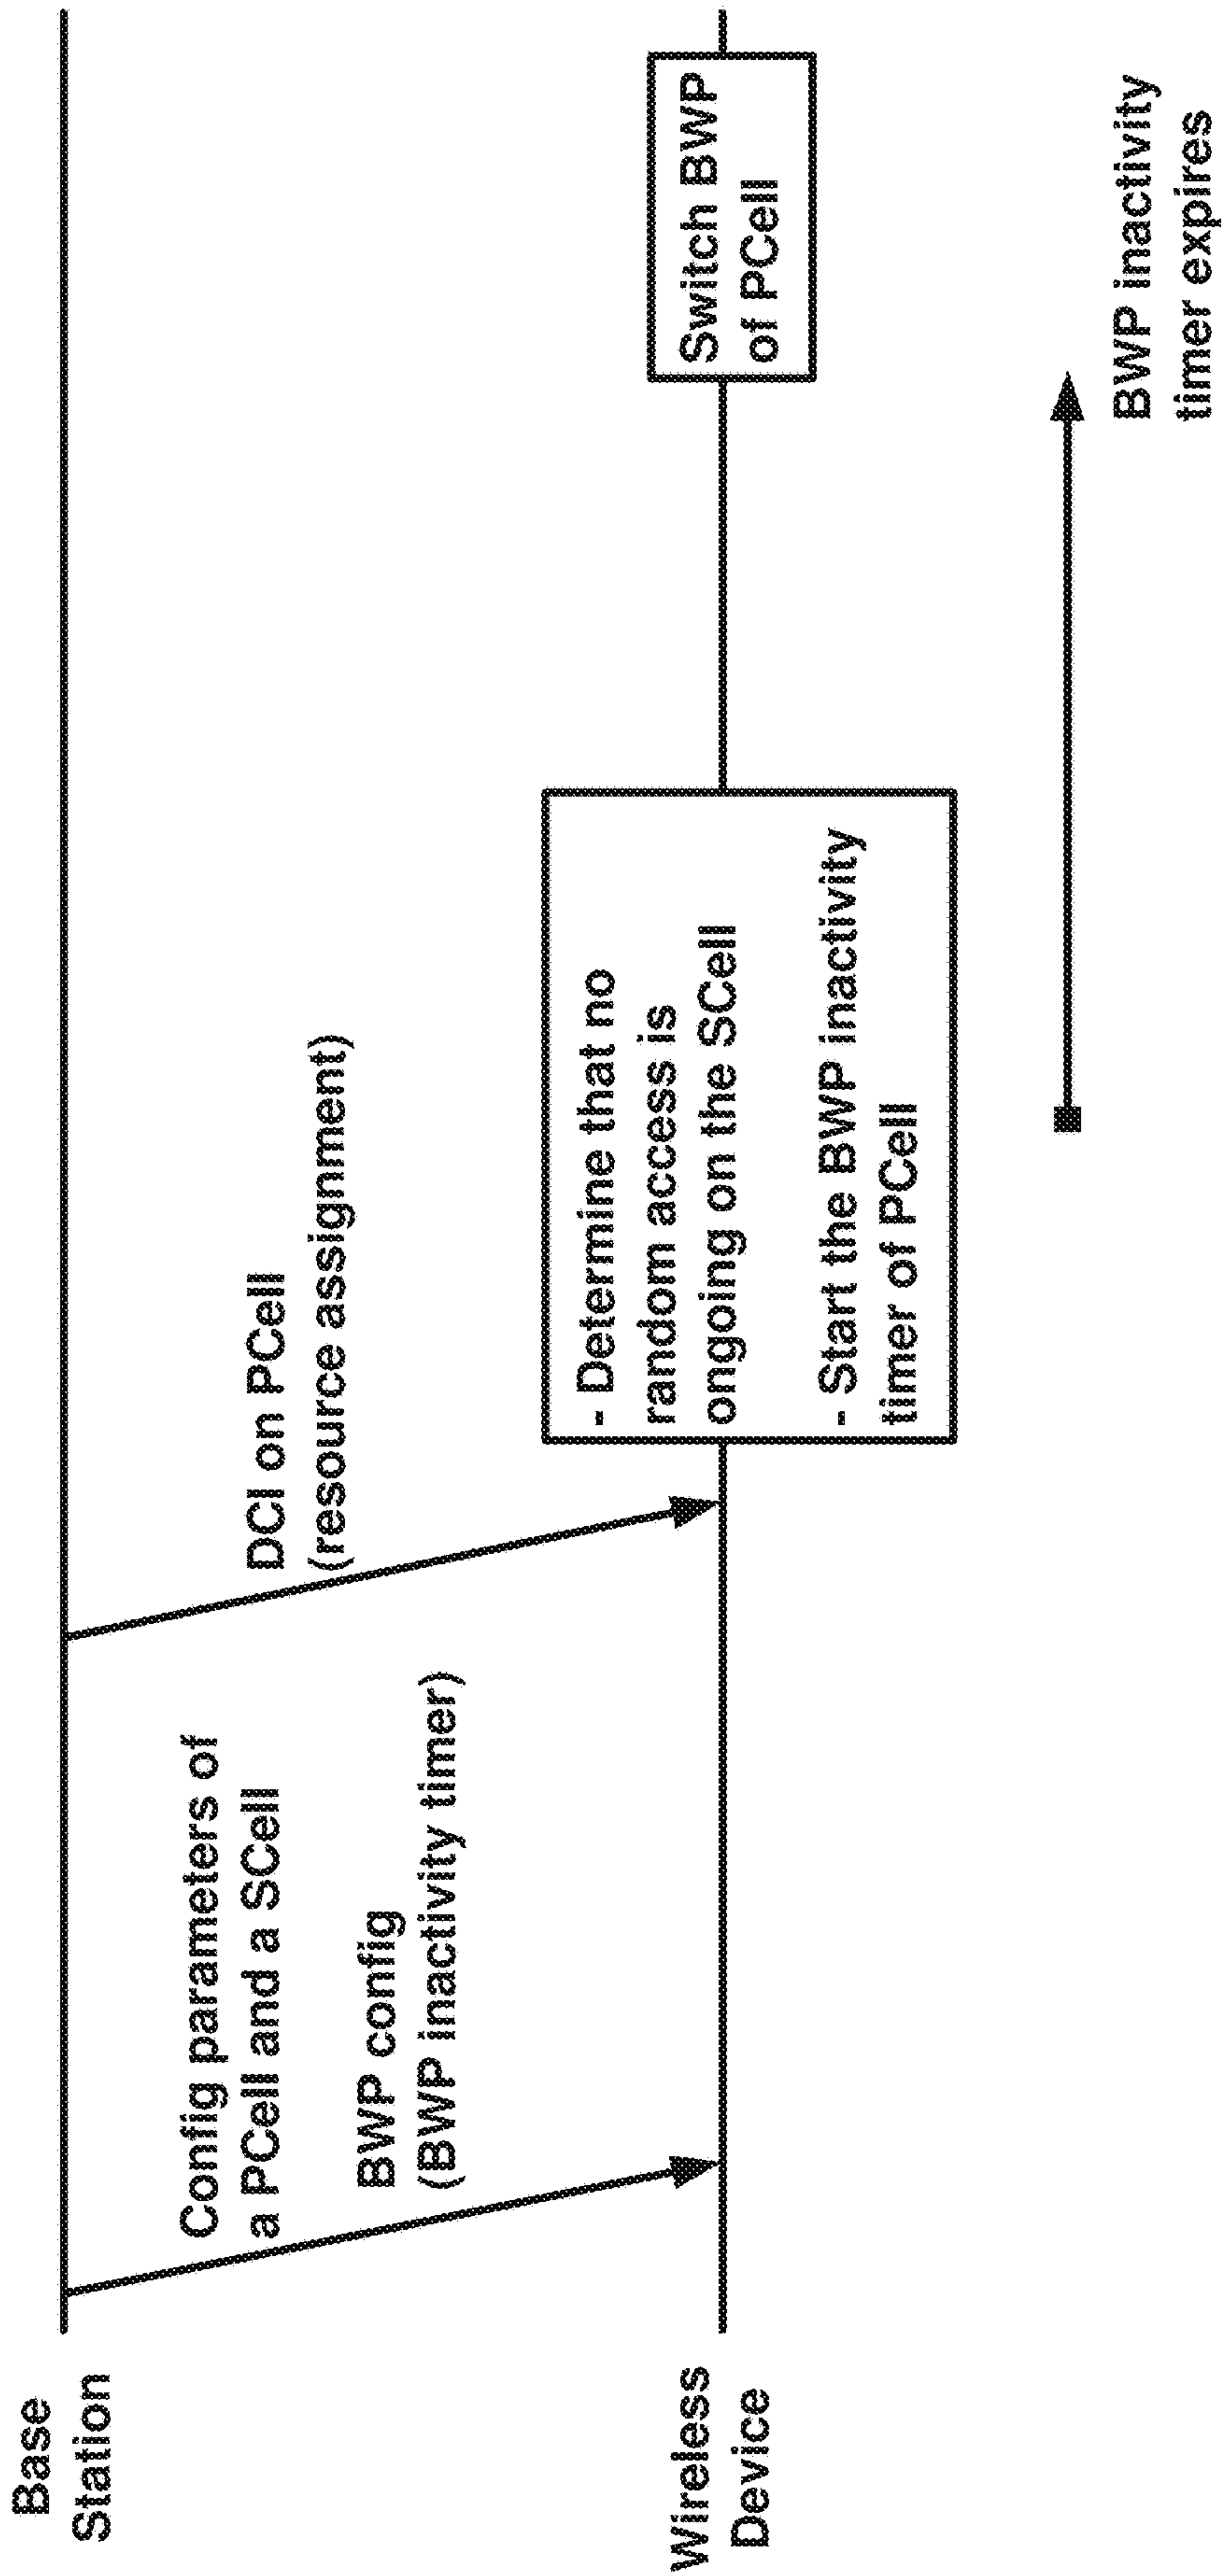 Base
Station
Config parameters of
a PCell and a SCell
BWP config
(BWP inactivity timer)
DCI on PCell
(resource assignment)
Wireless
Device
- Determine that no
random access is
ongoing on the SCell
- Start the BWP inactivity
timer of PCell
Switch BWP
of PCell
BWP inactivity
timer expires